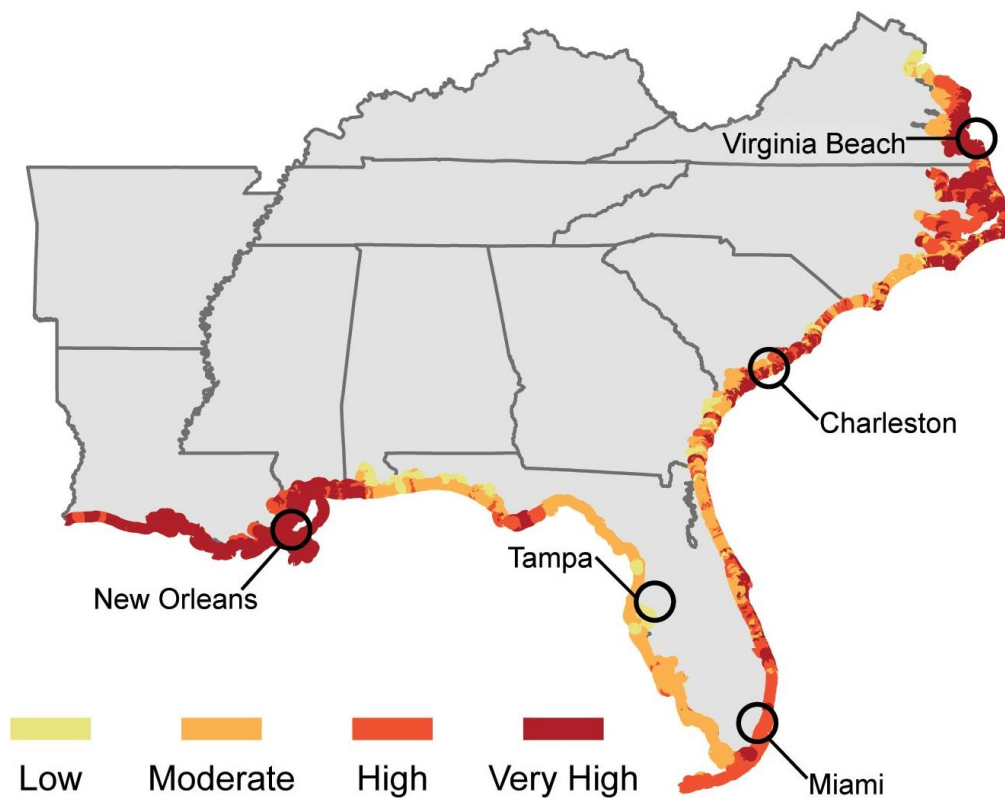 Virginia Beach
Charleston
Tampa
New Orleans
Miami
Low
Moderate
High
Very High